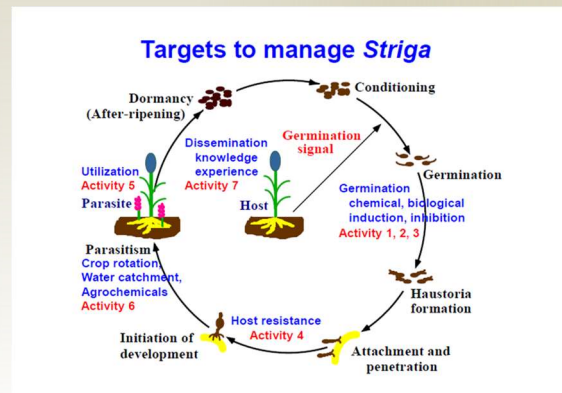 Targets to manage Striga
Dormancy
(After-ripening)
Conditioning
Germination
signal
Germination
Dissemination
knowledge
experience
Activity 7
Utilization
Activity 5
Parasite
Host
Germination
chemical, biological
induction, inhibition
Activity 1, 2, 3
Parasitism
Crop rotation,
Water catchment,
Agrochemicals
Activity 6
Haustoria
formation
Host resistance
Activity 4
Initiation of
development
Attachment and
penetration